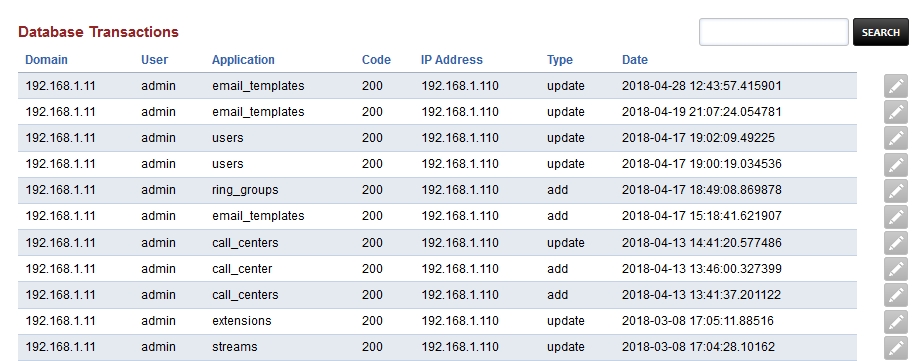 Database Transactions SEARCH
Domain User Application Code IP Address Type Date
192.168.1.11 admin email_templates 200 192.168.1.110 update 2018-04-28 12:43:57.415901
192.168.1.11 admin email_templates 200 192.168.1.110 update 2018-04-19 21:07:24.054781
192.168.1.11 admin users 200 192.168.1.110 update 2018-04-17 19:02:09.49225
192.168.1.11 admin users 200 192.168.1.110 update 2018-04-17 19:00:19.034536
192.168.1.11 admin ring_groups 200 192.168.1.110 add 2018-04-17 18:49:08.869878
192.168.1.11 admin email_templates 200 192.168.1.110 add 2018-04-17 15:18:41.621907
192.168.1.11 admin call_centers 200 192.168.1.110 update 2018-04-13 14:41:20.577486
192.168.1.11 admin call_center 200 192.168.1.110 add 2018-04-13 13:46:00.327399
192.168.1.11 admin call_centers 200 192.168.1.110 add 2018-04-13 13:41:37.201122
192.168.1.11 admin extensions 200 192.168.1.110 update 2018-03-08 17:05:11.88516
192.168.1.11 admin streams 200 192.168.1.110 update 2018-03-08 17:04:28.10162